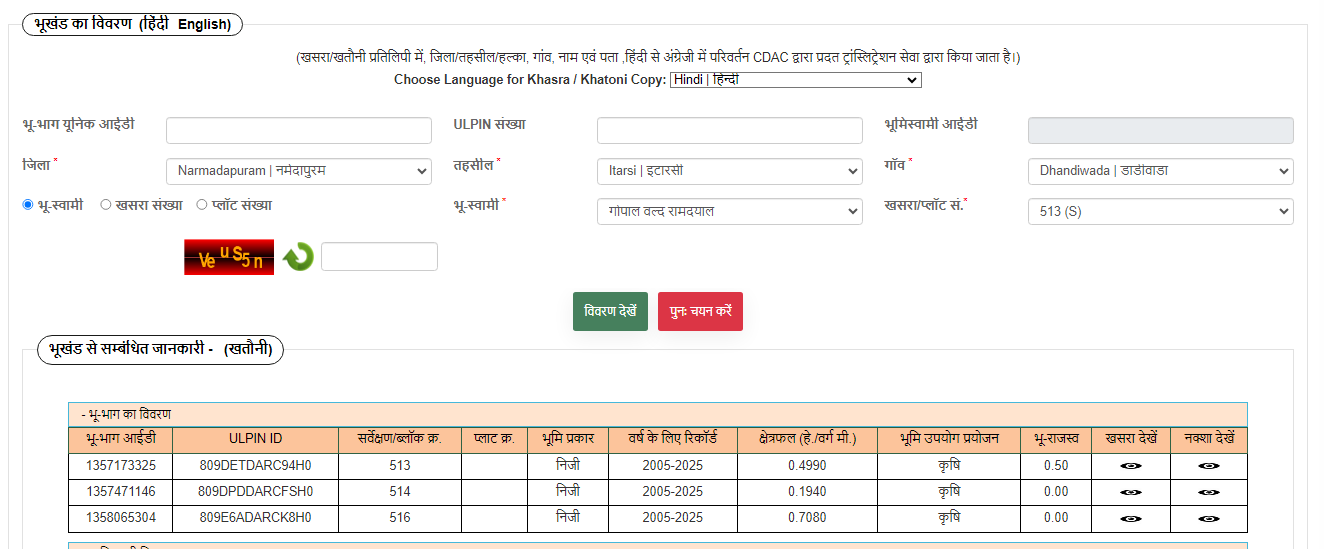 भूखंड का विवरण (हिंदी English)
(खसरा/खतौनी प्रतिलिपी में, जिला/तहसील/हल्का, गांव, नाम एवं पता ,हिंदी से अंग्रेजी में परिवर्तन CDAC द्वारा प्रदत ट्रांस्लिट्रेशन सेवा द्वारा किया जाता है।)
Choose Language for Khasra / Khatoni Copy: Hindi | हिन्दी
भू-भाग यूनिक आईडी ULPIN संख्या भूमिस्वामी आईडी
जिला * Narmadapuram | नर्मदापुरम तहसील * Itarsi | इटारसी गॉव * Dhandiwada | डाडीवाडा
भू-स्वामी खसरा संख्या प्लॉट संख्या भू-स्वामी * गोपाल वल्द रामदयाल खसरा/प्लॉट सं.* 513 (S)
VeuS5n
विवरण देखें पुनः चयन करें
भूखंड से सम्बंधित जानकारी - (खतौनी)
- भू-भाग का विवरण
भू-भाग आईडी ULPIN ID सर्वेक्षण/ब्लॉक क्र. प्लाट क्र. भूमि प्रकार वर्ष के लिए रिकॉर्ड क्षेत्रफल (हे./वर्ग मी.) भूमि उपयोग प्रयोजन भू-राजस्व खसरा देखें नक्शा देखें
1357173325 809DETDARC94H0 513 निजी 2005-2025 0.4990 कृषि 0.50
1357471146 809DPDDARCFSH0 514 निजी 2005-2025 0.1940 कृषि 0.00
1358065304 809E6ADARCK8H0 516 निजी 2005-2025 0.7080 कृषि 0.00